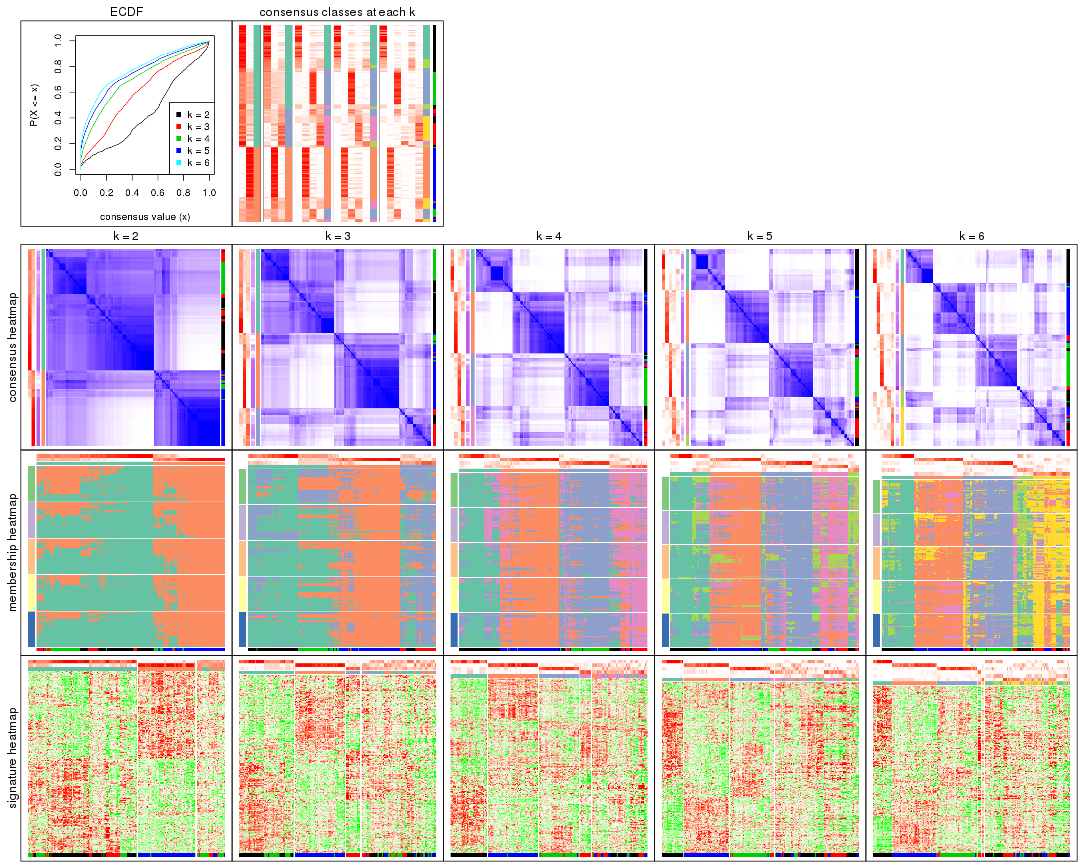 ECDF
consensus classes at each k
P(X <= x)
0.0
0.2
0.4
0.6
0.8
1.0
k = 2
k = 3
k = 4
k = 5
k = 6
0.0 0.2 0.4 0.6 0.8 1.0
consensus value (x)
k = 2
k = 3
k = 4
k = 5
k = 6
consensus heatmap
membership heatmap
signature heatmap